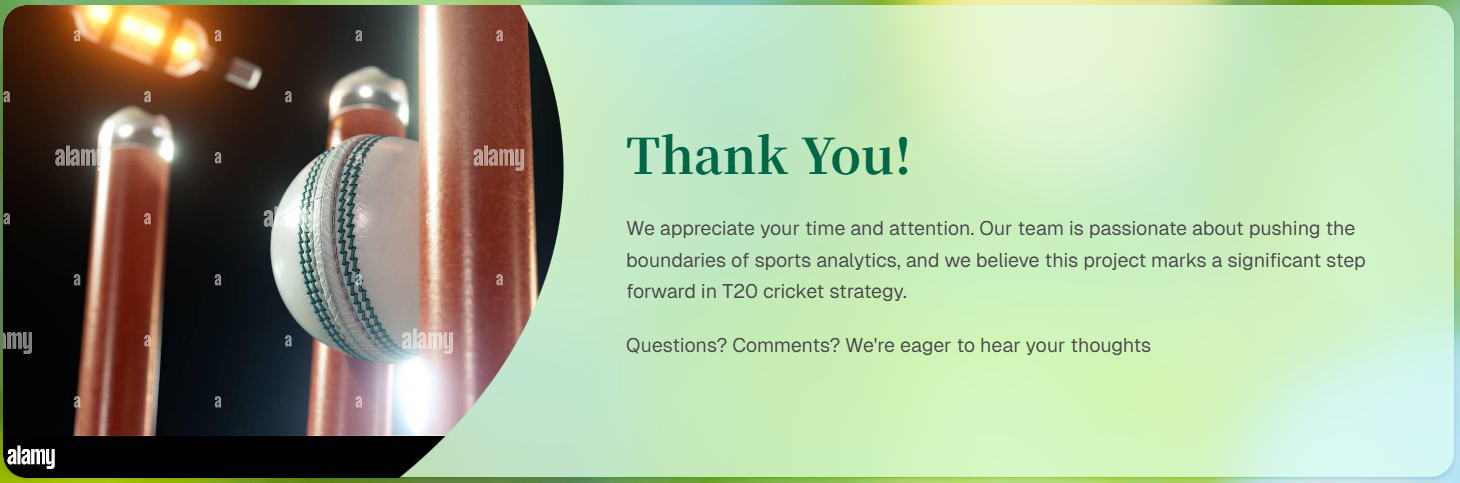 Thank You!
We appreciate your time and attention. Our team is passionate about pushing the
boundaries of sports analytics, and we believe this project marks a significant step
forward in T20 cricket strategy.
Questions? Comments? We're eager to hear your thoughts
a a a a
a a a
alamy a alamy
a a a
a a a
alamy a alamy
a a a
alamy